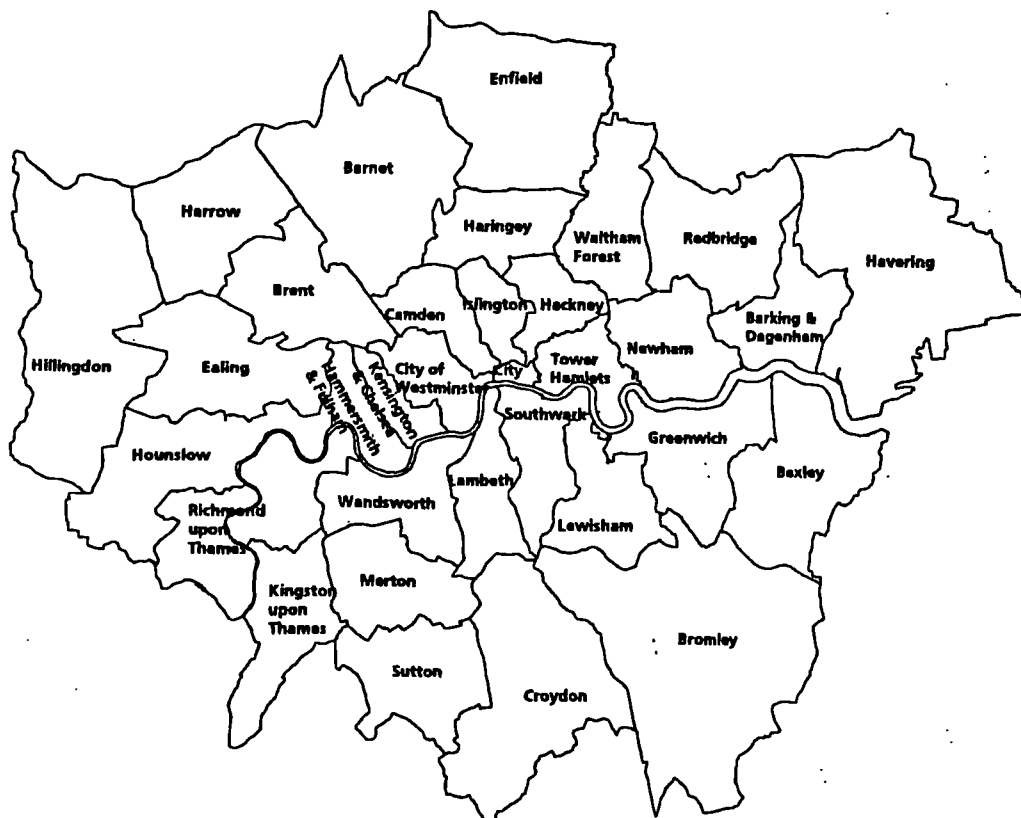 Enfield
Barnet
Harrow
Haringey
Waltham
Forest
Redbridge
Havering
Brent
Camden
Islington
Hackney
Barking &
Dagenham
Hillingdon
Ealing
Hammersmith
& Fulham
Kensington
& Chelsea
City of
Westminster
City
Tower
Hamlets
Newham
Southwark
Greenwich
Hounslow
Bexley
Richmond
upon
Thames
Wandsworth
Lambeth
Lewisham
Kingston
upon
Thames
Merton
Bromley
Sutton
Croydon